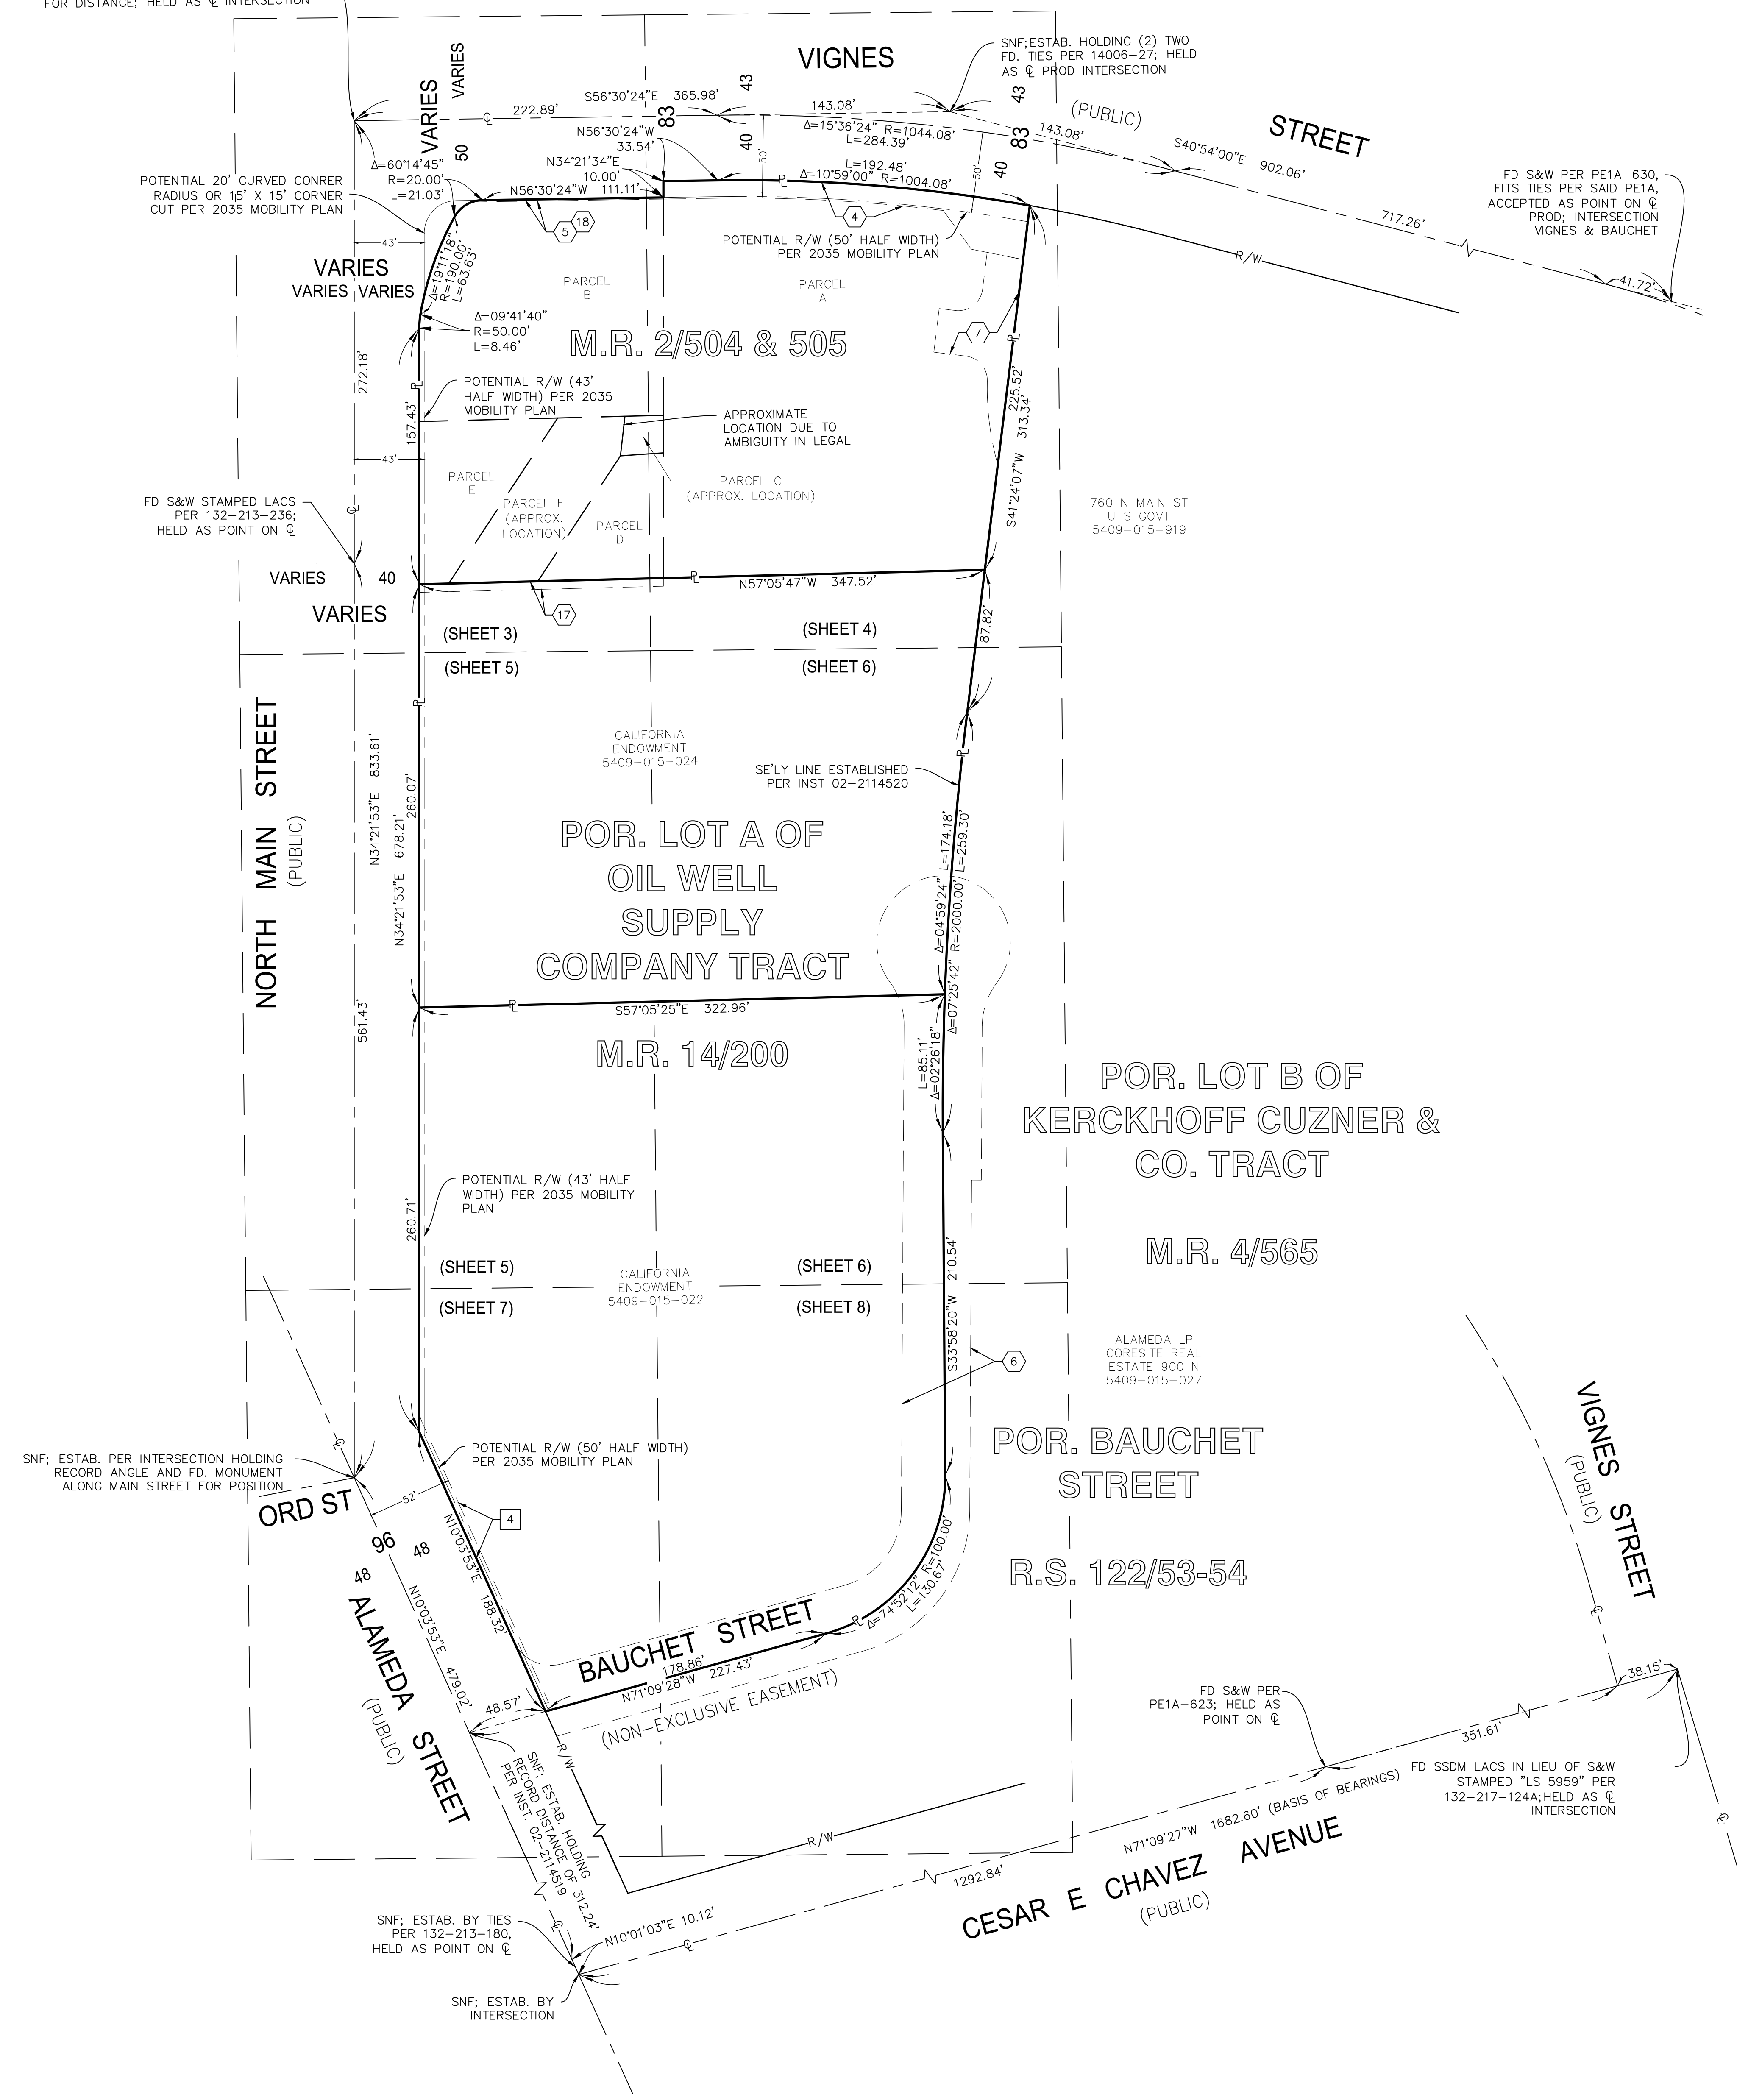 FOR DISTANCE; HELD AS ℄ INTERSECTION
VIGNES
STREET
(PUBLIC)
SNF;ESTAB. HOLDING (2) TWO
FD. TIES PER 14006-27; HELD
AS ℄ PROD INTERSECTION
VARIES
VARIES
50
S56°30'24"E 365.98'
222.89'
℄
83
43
40
143.08'
43
83
40
143.08'
Δ=15°36'24" R=1044.08'
L=284.39'
50'
50'
S40°54'00"E 902.06'
717.26'
41.72'
FD S&W PER PE1A-630,
FITS TIES PER SAID PE1A,
ACCEPTED AS POINT ON ℄
PROD; INTERSECTION
VIGNES & BAUCHET
N56°30'24"W
33.54'
N34°21'34"E
10.00'
N56°30'24"W 111.11'
Δ=60°14'45"
R=20.00'
L=21.03'
L=192.48'
Δ=10°59'00" R=1004.08'
POTENTIAL 20' CURVED CONRER
RADIUS OR 15' X 15' CORNER
CUT PER 2035 MOBILITY PLAN
43'
VARIES
VARIES VARIES
Δ=19°11'18"
R=190.00'
L=63.63'
5
18
4
POTENTIAL R/W (50' HALF WIDTH)
PER 2035 MOBILITY PLAN
R/W
PARCEL
B
PARCEL
A
Δ=09°41'40"
R=50.00'
L=8.46'
M.R. 2/504 & 505
7
272.18'
157.43'
POTENTIAL R/W (43'
HALF WIDTH) PER 2035
MOBILITY PLAN
APPROXIMATE
LOCATION DUE TO
AMBIGUITY IN LEGAL
225.52'
S41°24'07"W 313.34'
43'
PARCEL
E
PARCEL F
(APPROX.
LOCATION)
PARCEL
D
PARCEL C
(APPROX. LOCATION)
760 N MAIN ST
U S GOVT
5409-015-919
FD S&W STAMPED LACS
PER 132-213-236;
HELD AS POINT ON ℄
VARIES
40
VARIES
N57°05'47"W 347.52'
17
87.82'
(SHEET 3)
(SHEET 4)
(SHEET 5)
(SHEET 6)
NORTH MAIN STREET
(PUBLIC)
N34°21'53"E 833.61'
N34°21'53"E 678.21'
260.07'
CALIFORNIA
ENDOWMENT
5409-015-024
SE'LY LINE ESTABLISHED
PER INST 02-2114520
POR. LOT A OF
OIL WELL
SUPPLY
COMPANY TRACT
Δ=04°59'24" L=174.18'
Δ=07°25'42" R=2000.00' L=259.30'
561.43'
S57°05'25"E 322.96'
M.R. 14/200
L=85.11'
Δ=02°26'18"
POR. LOT B OF
KERCKHOFF CUZNER &
CO. TRACT
M.R. 4/565
260.71'
POTENTIAL R/W (43' HALF
WIDTH) PER 2035 MOBILITY
PLAN
S33°58'20"W 210.54'
(SHEET 5)
(SHEET 6)
CALIFORNIA
ENDOWMENT
5409-015-022
(SHEET 7)
(SHEET 8)
6
ALAMEDA LP
CORESITE REAL
ESTATE 900 N
5409-015-027
VIGNES STREET
(PUBLIC)
SNF; ESTAB. PER INTERSECTION HOLDING
RECORD ANGLE AND FD. MONUMENT
ALONG MAIN STREET FOR POSITION
ORD ST
52'
POTENTIAL R/W (50' HALF WIDTH)
PER 2035 MOBILITY PLAN
4
POR. BAUCHET
STREET
R.S. 122/53-54
96
48
48
N10°03'53"E 188.32'
N10°03'53"E 479.02'
ALAMEDA STREET
(PUBLIC)
Δ=74°52'12" R=100.00'
L=130.67'
BAUCHET STREET
178.86'
N71°09'28"W 227.43'
(NON-EXCLUSIVE EASEMENT)
48.57'
R/W
SNF; ESTAB. HOLDING
RECORD DISTANCE OF 312.24'
PER INST. 02-2114519
R/W
38.15'
FD S&W PER
PE1A-623; HELD AS
POINT ON ℄
351.61'
FD SSDM LACS IN LIEU OF S&W
STAMPED "LS 5959" PER
132-217-124A;HELD AS ℄
INTERSECTION
N71°09'27"W 1682.60' (BASIS OF BEARINGS)
1292.84'
CESAR E CHAVEZ AVENUE
(PUBLIC)
SNF; ESTAB. BY TIES
PER 132-213-180,
HELD AS POINT ON ℄
N10°01'03"E 10.12'
SNF; ESTAB. BY
INTERSECTION